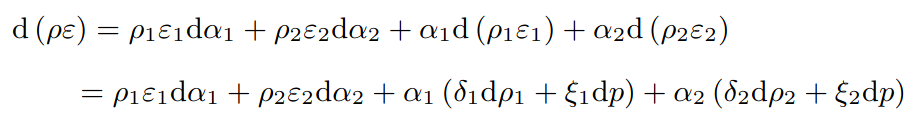 d (ρε) = ρ₁ε₁dα₁ + ρ₂ε₂dα₂ + α₁d (ρ₁ε₁) + α₂d (ρ₂ε₂)
= ρ₁ε₁dα₁ + ρ₂ε₂dα₂ + α₁ (δ₁dρ₁ + ξ₁dp) + α₂ (δ₂dρ₂ + ξ₂dp)